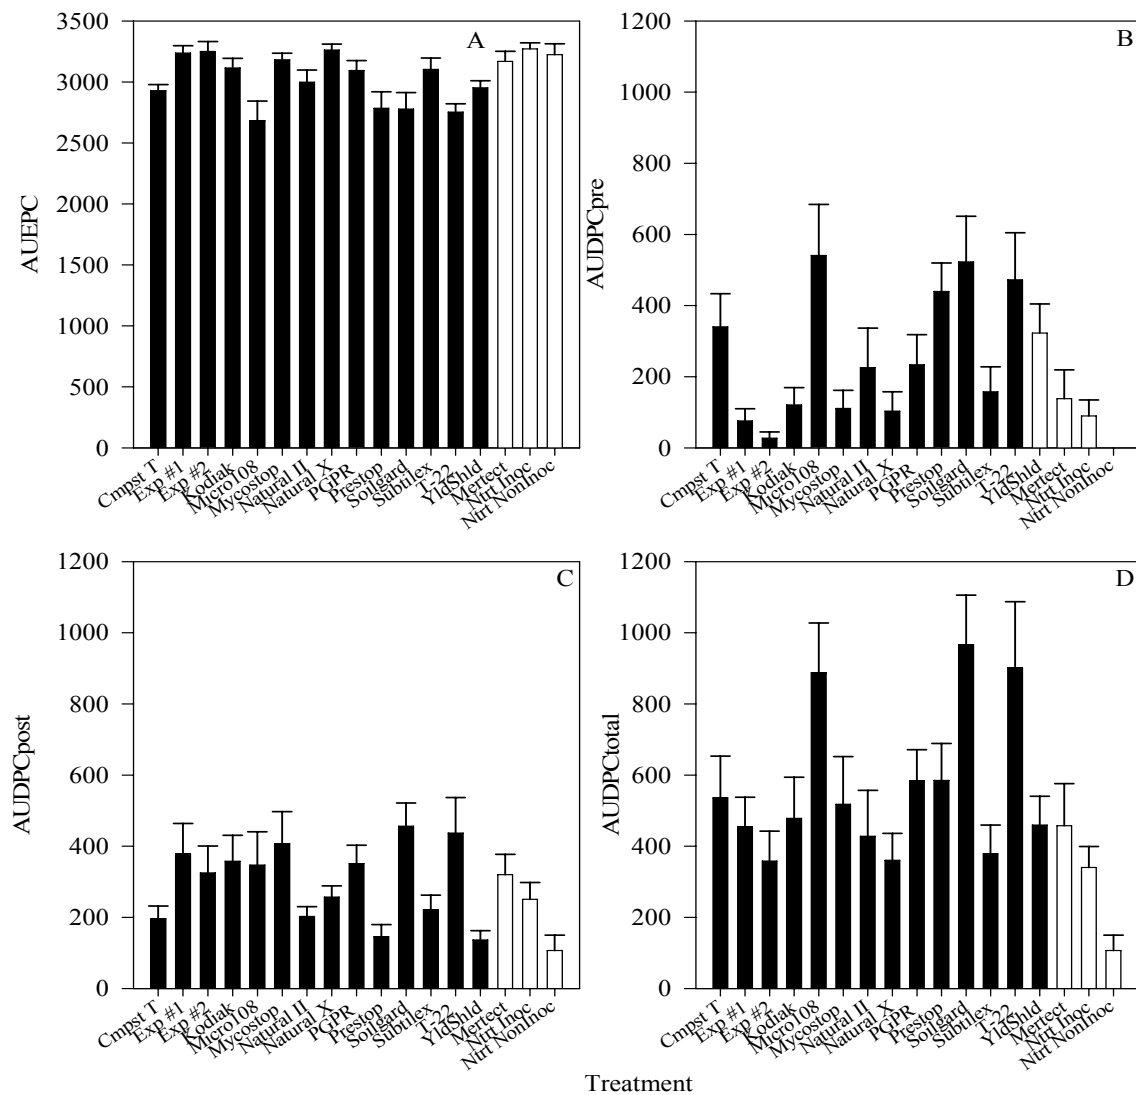 A
AUEPC
3500
3000
2500
2000
1500
1000
500
0
Cmpst T
Exp #1
Exp #2
Kodiak
Micro108
Mycostop
Natural II
Natural X
PGPR
Prestop
Soilgard
Subtilex
T-22
YldShld
Mertect
Ntrt Inoc
Ntrt NonInoc
B
AUDPCpre
1200
1000
800
600
400
200
0
Cmpst T
Exp #1
Exp #2
Kodiak
Micro108
Mycostop
Natural II
Natural X
PGPR
Prestop
Soilgard
Subtilex
T-22
YldShld
Mertect
Ntrt Inoc
Ntrt NonInoc
C
AUDPCpost
1200
1000
800
600
400
200
0
Cmpst T
Exp #1
Exp #2
Kodiak
Micro108
Mycostop
Natural II
Natural X
PGPR
Prestop
Soilgard
Subtilex
T-22
YldShld
Mertect
Ntrt Inoc
Ntrt NonInoc
D
AUDPCtotal
1200
1000
800
600
400
200
0
Cmpst T
Exp #1
Exp #2
Kodiak
Micro108
Mycostop
Natural II
Natural X
PGPR
Prestop
Soilgard
Subtilex
T-22
YldShld
Mertect
Ntrt Inoc
Ntrt NonInoc
Treatment